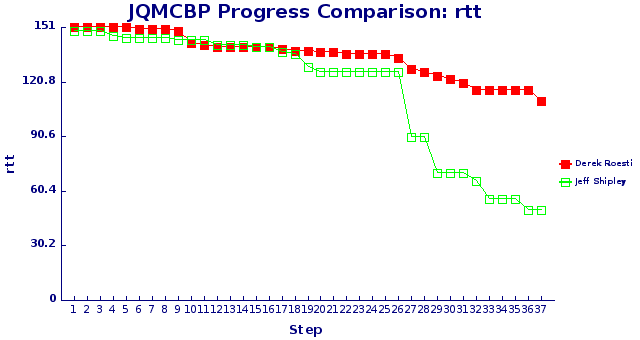 JQMCBP Progress Comparison: rtt
151
120.8
90.6
60.4
30.2
0
rtt
1 2 3 4 5 6 7 8 9 10 11 12 13 14 15 16 17 18 19 20 21 22 23 24 25 26 27 28 29 30 31 32 33 34 35 36 37
Step
Derek Roesti
Jeff Shipley